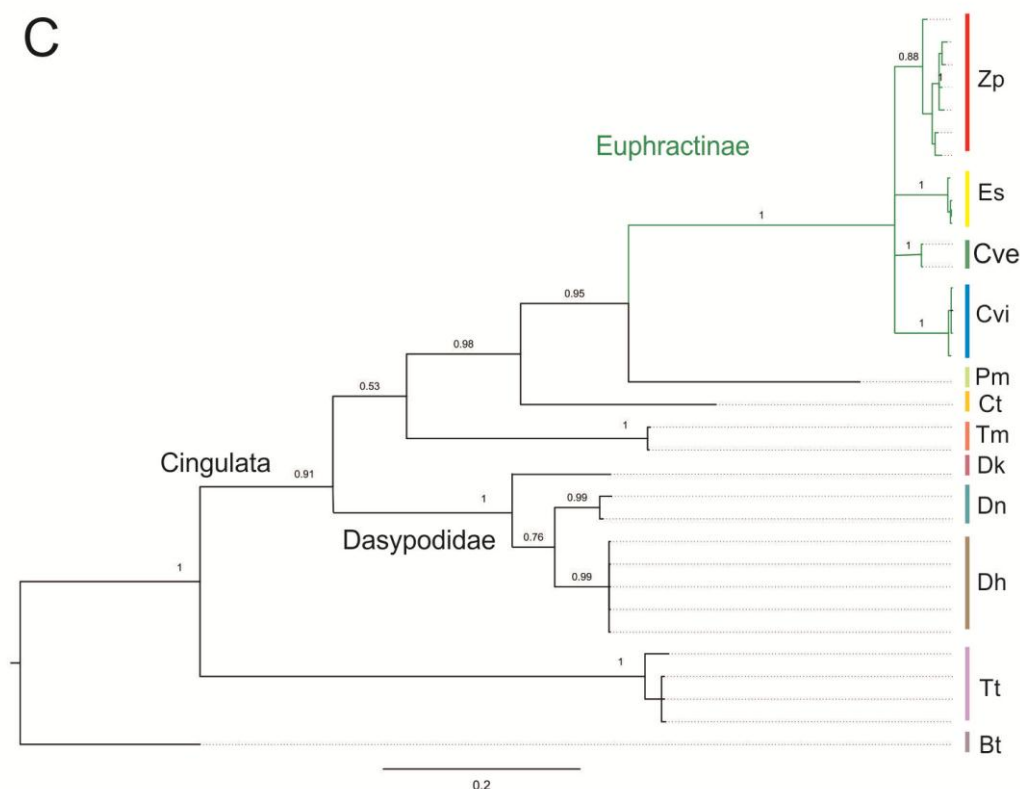 C
0.88
1
Zp
Euphractinae
1
Es
1
1
Cve
0.95
1
Cvi
0.98
Pm
0.53
Ct
1
Tm
Cingulata
0.91
Dk
1
0.99
Dn
Dasypodidae
0.76
1
0.99
Dh
1
Tt
Bt
0.2